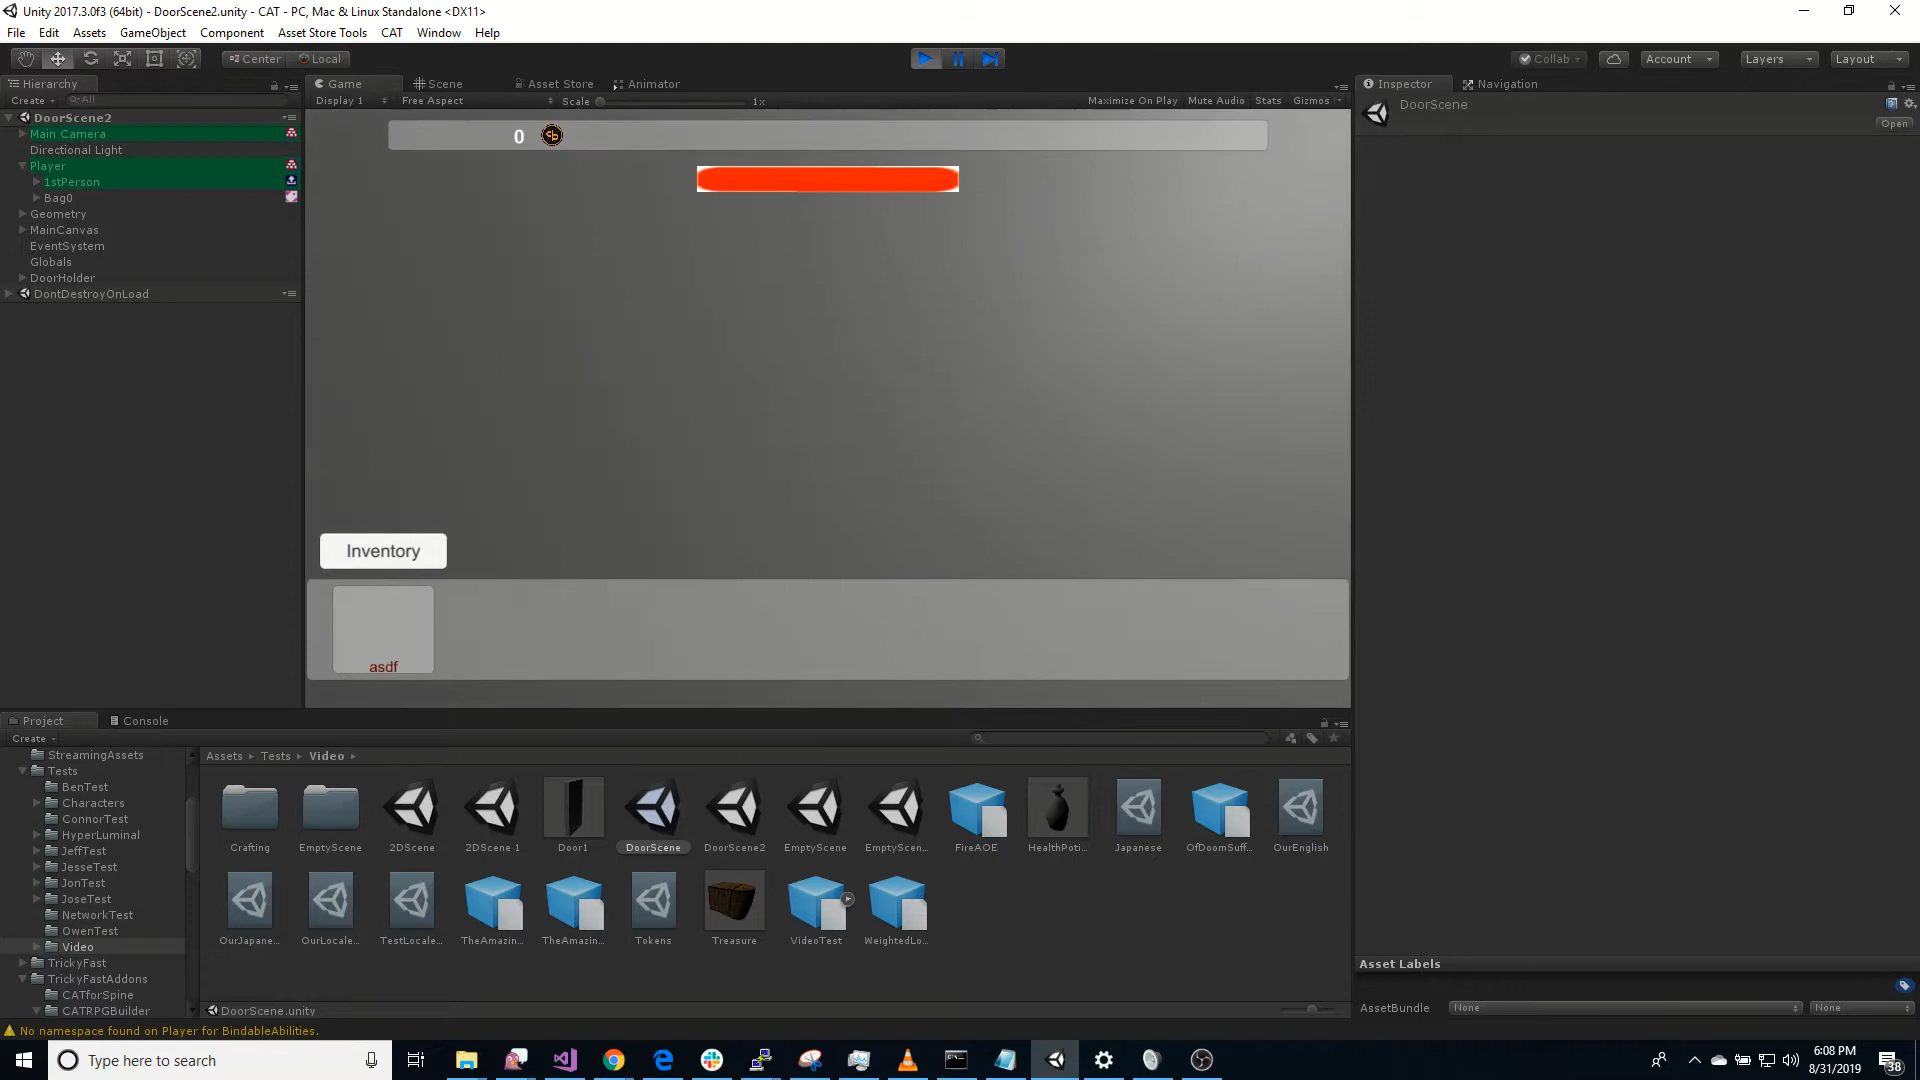 Unity 2017.3.0f3 (64bit) - DoorScene2.unity - CAT - PC, Mac & Linux Standalone <DX11>
File Edit Assets GameObject Component Asset Store Tools CAT Window Help
Center Local Collab Account Layers Layout
Hierarchy
Create All
DoorScene2
Main Camera
Directional Light
Player
1stPerson
Bag0
Geometry
MainCanvas
EventSystem
Globals
DoorHolder
DontDestroyOnLoad
Game Scene Asset Store Animator
Display 1 Free Aspect Scale 1x Maximize On Play Mute Audio Stats Gizmos
0
Inventory
asdf
Inspector Navigation
DoorScene
Open
Project Console
Create
StreamingAssets
Tests
BenTest
Characters
ConnorTest
HyperLuminal
JeffTest
JesseTest
JonTest
JoseTest
NetworkTest
OwenTest
Video
TrickyFast
TrickyFastAddons
CATforSpine
CATRPGBuilder
Assets Tests Video
Crafting EmptyScene 2DScene 2DScene 1 Door1 DoorScene DoorScene2 EmptyScene EmptyScen... FireAOE HealthPoti... Japanese OfDoomSuff... OurEnglish
OurJapane... OurLocale... TestLocale... TheAmazin... TheAmazin... Tokens Treasure VideoTest WeightedLo...
DoorScene.unity
Asset Labels
AssetBundle None None
No namespace found on Player for BindableAbilities.
Type here to search
6:08 PM
8/31/2019
38